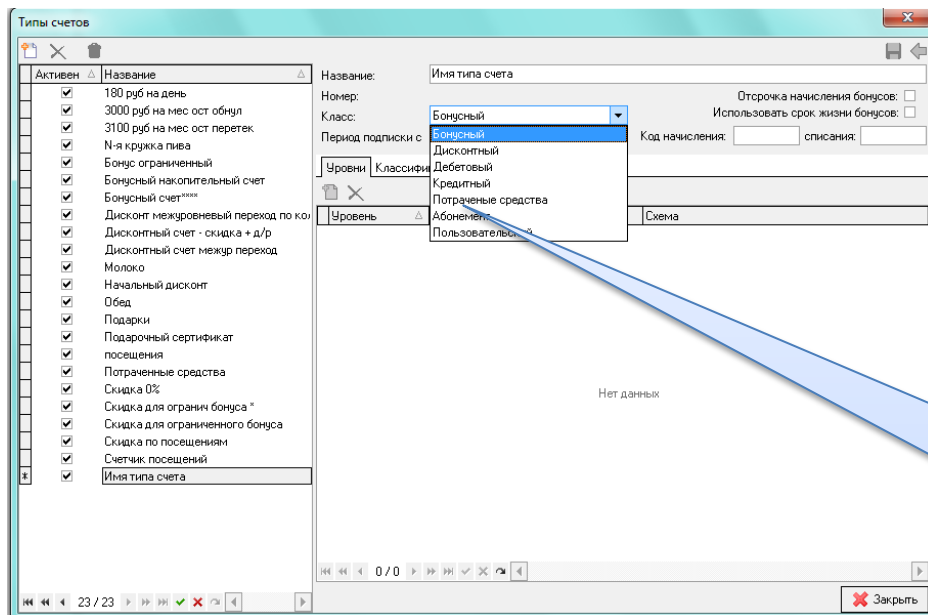 Типы счетов
Активен Название
180 руб на день
3000 руб на мес ост обнул
3100 руб на мес ост перетек
N-я кружка пива
Бонус ограниченный
Бонусный накопительный счет
Бонусный счет****
Дисконт межуровневый переход по кол
Дисконтный счет - скидка + д/р
Дисконтный счет межур переход
Молоко
Начальный дисконт
Обед
Подарки
Подарочный сертификат
посещения
Потраченные средства
Скидка 0%
Скидка для огранич бонуса *
Скидка для ограниченного бонуса
Скидка по посещениям
Счетчик посещений
* Имя типа счета
23 / 23
Название: Имя типа счета
Номер: Отсрочка начисления бонусов:
Класс: Бонусный Использовать срок жизни бонусов:
Период подписки с Код начисления: списания:
Бонусный
Дисконтный
Дебетовый
Кредитный
Потраченые средства
Абонемент
Пользовательский
Уровни Классифи
Уровень Схема
Нет данных
0 / 0
Закрыть